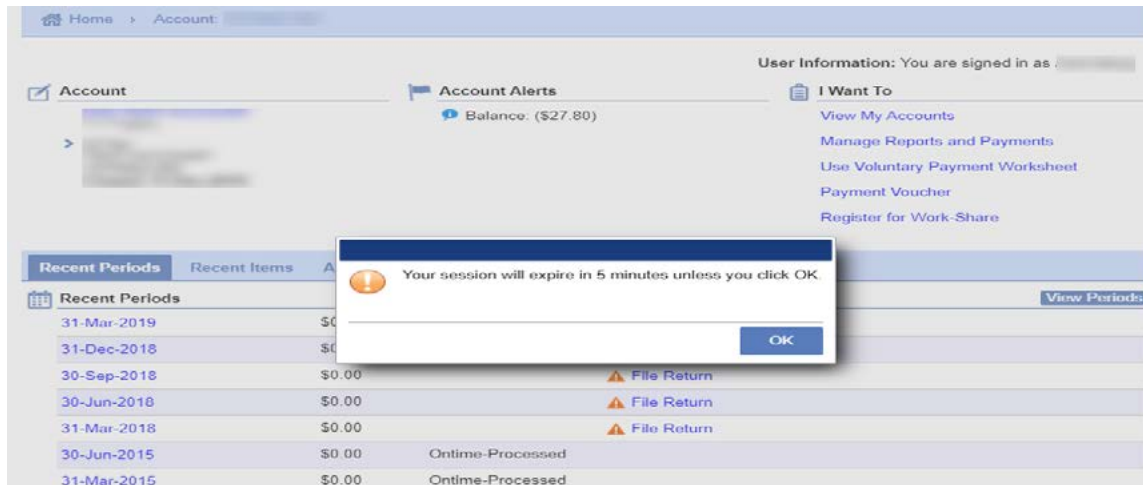 Home › Account:
User Information: You are signed in as
Account
Account Alerts
Balance: ($27.80)
I Want To
View My Accounts
Manage Reports and Payments
Use Voluntary Payment Worksheet
Payment Voucher
Register for Work-Share
Your session will expire in 5 minutes unless you click OK.
OK
Recent Periods Recent Items A
Recent Periods View Periods
31-Mar-2019 $0
31-Dec-2018 $0
30-Sep-2018 $0.00 File Return
30-Jun-2018 $0.00 File Return
31-Mar-2018 $0.00 File Return
30-Jun-2015 $0.00 Ontime-Processed
31-Mar-2015 $0.00 Ontime-Processed